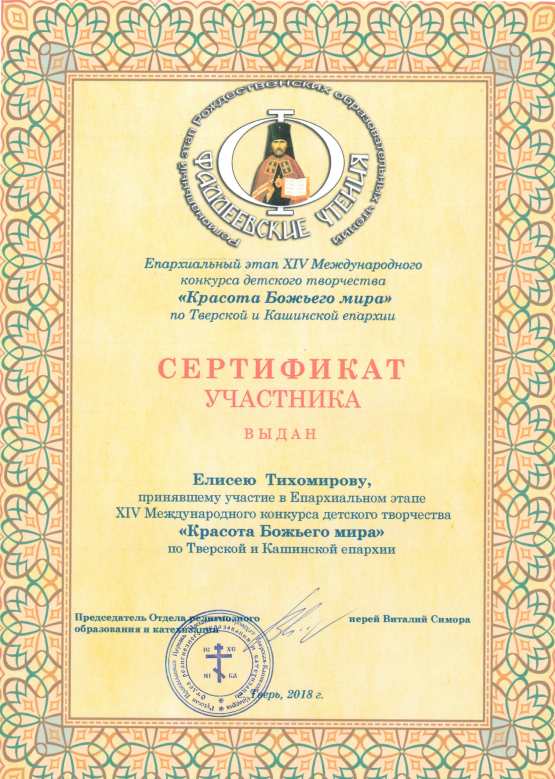 Региональный этап Рождественских образовательных чтений
Ф
ФАДДЕЕВСКИЕ ЧТЕНИЯ
Епархиальный этап XIV Международного
конкурса детского творчества
«Красота Божьего мира»
по Тверской и Кашинской епархии
СЕРТИФИКАТ
УЧАСТНИКА
ВЫДАН
Елисею Тихомирову,
принявшему участие в Епархиальном этапе
XIV Международного конкурса детского творчества
«Красота Божьего мира»
по Тверской и Кашинской епархии
Председатель Отдела религиозного
образования и катехизации
иерей Виталий Симора
IC XC
NI KA
Тверь, 2018 г.